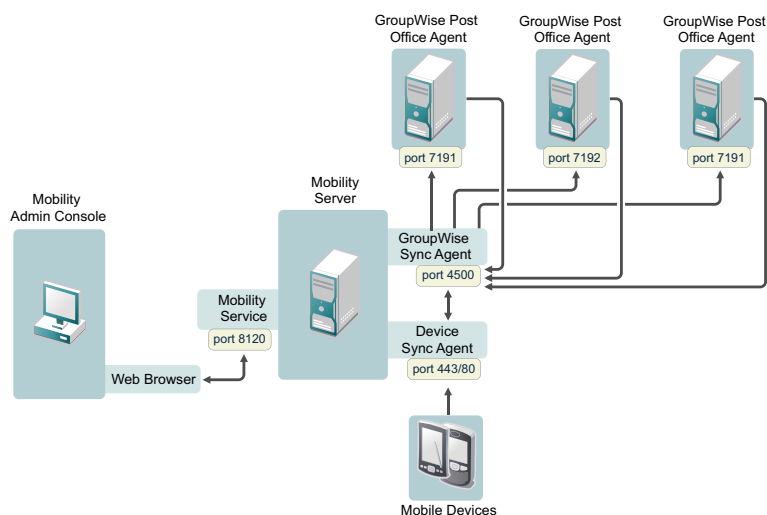 GroupWise Post
Office Agent
GroupWise Post
Office Agent
GroupWise Post
Office Agent
port 7191
port 7192
port 7191
Mobility
Server
Mobility
Admin Console
GroupWise
Sync Agent
port 4500
Mobility
Service
port 8120
Device
Sync Agent
port 443/80
Web Browser
Mobile Devices